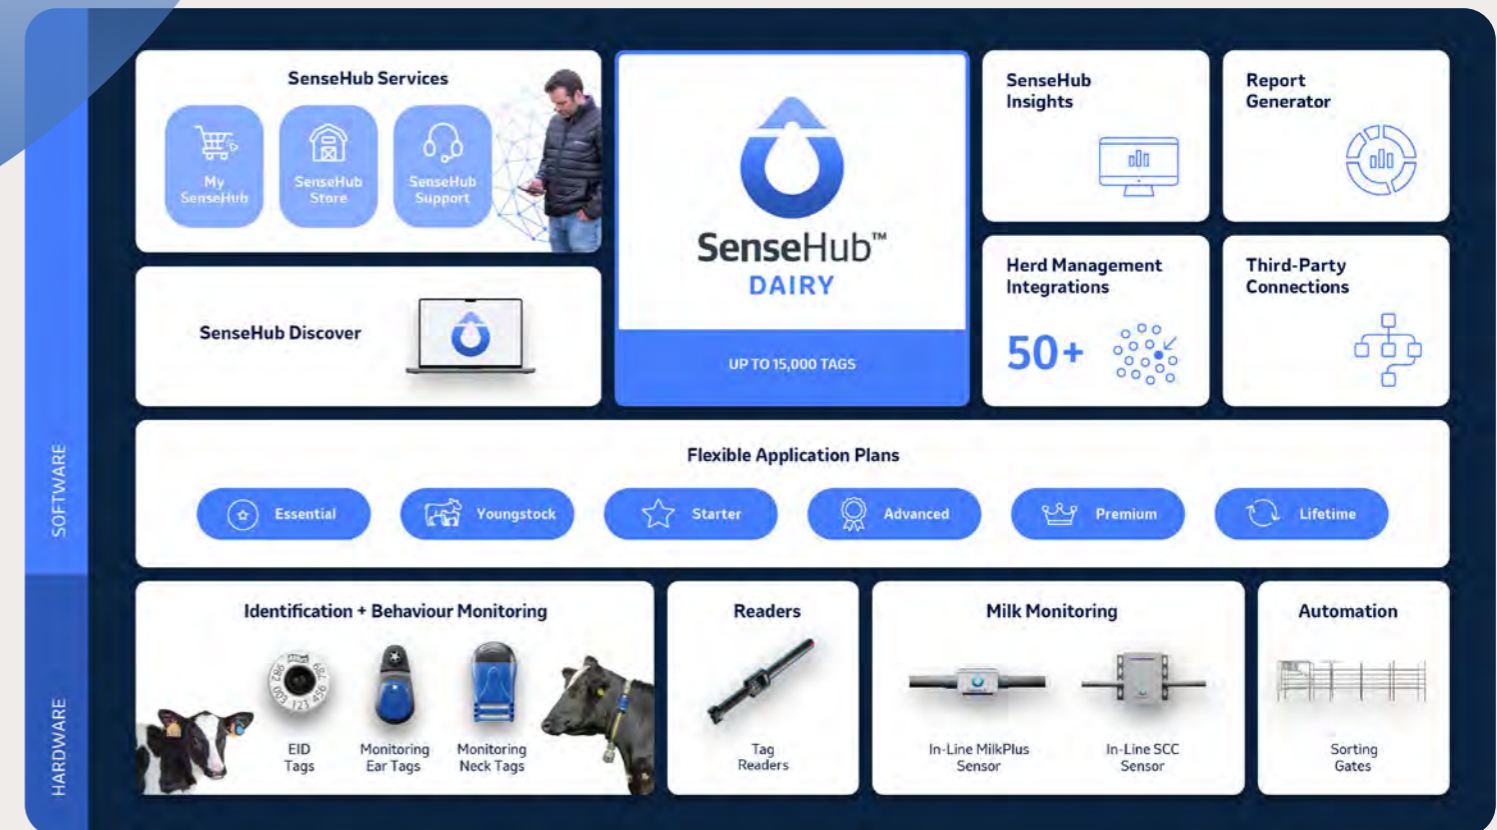 SenseHub Services
My
SenseHub
SenseHub
Store
SenseHub
Support
SenseHub Discover
SenseHub™
DAIRY
UP TO 15,000 TAGS
SenseHub
Insights
Report
Generator
Herd Management
Integrations
50+
Third-Party
Connections
SOFTWARE
Flexible Application Plans
Essential
Youngstock
Starter
Advanced
Premium
Lifetime
HARDWARE
Identification + Behaviour Monitoring
EID
Tags
Monitoring
Ear Tags
Monitoring
Neck Tags
Readers
Tag
Readers
Milk Monitoring
In-Line MilkPlus
Sensor
In-Line SCC
Sensor
Automation
Sorting
Gates